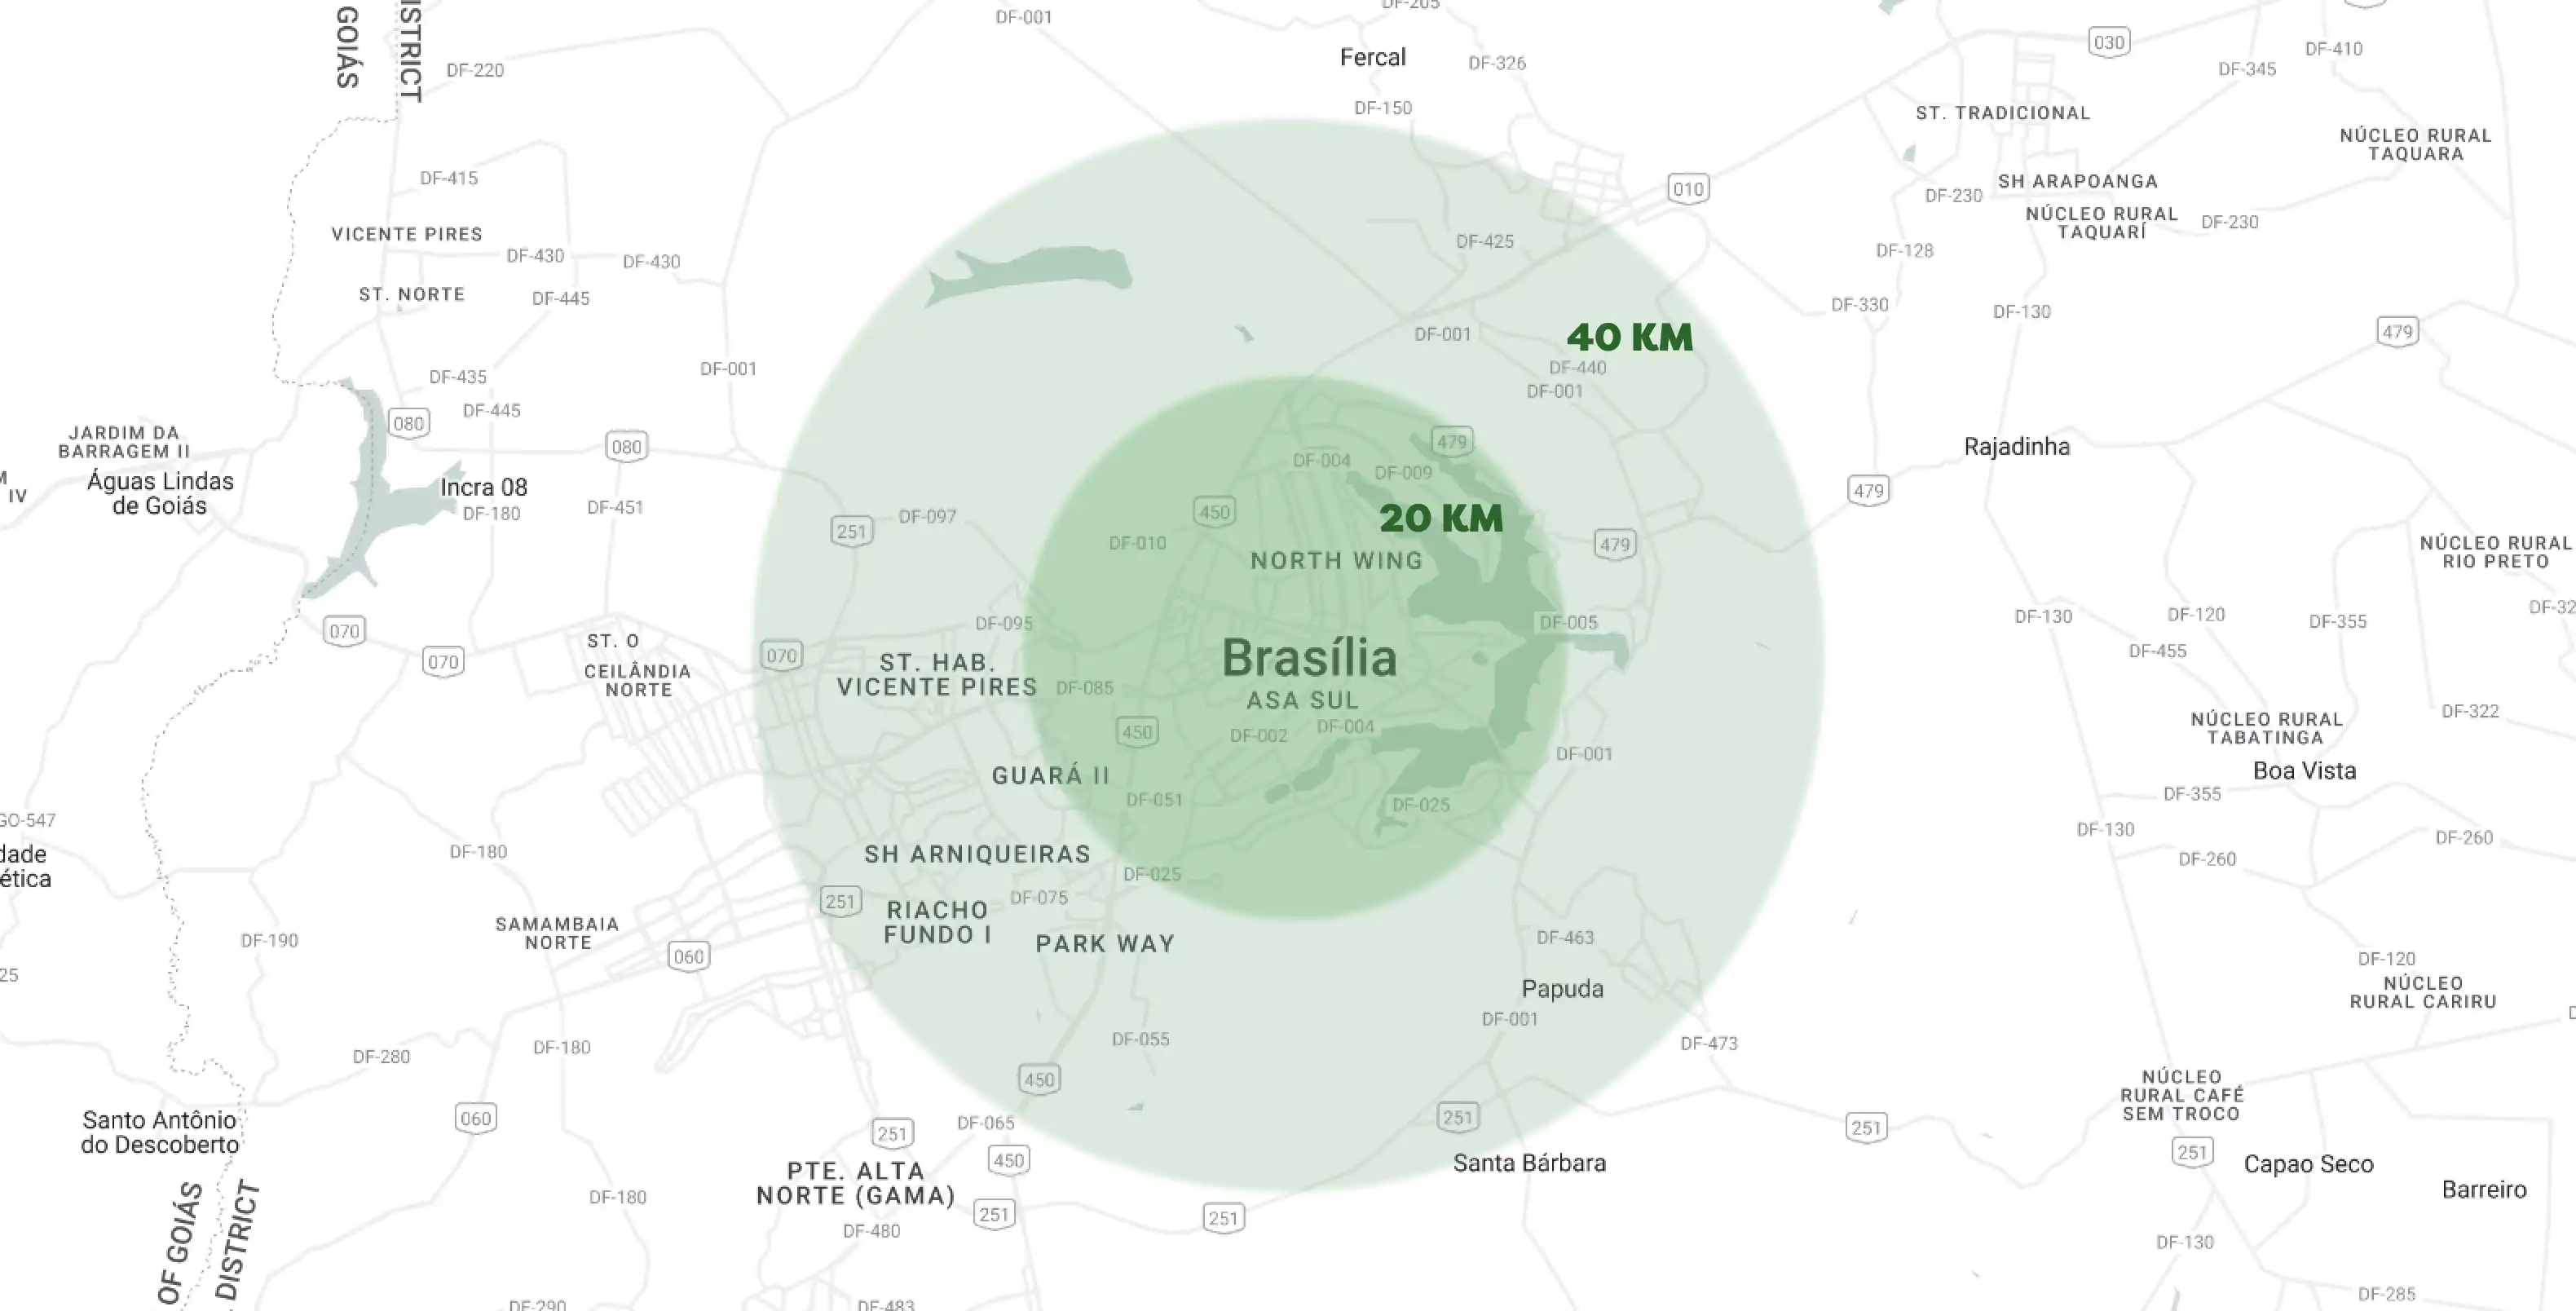 GOIÁS
ISTRICT
DF-001
DF-205
Fercal
DF-326
030
DF-410
DF-345
DF-220
DF-150
ST. TRADICIONAL
NÚCLEO RURAL
TAQUARA
DF-415
SH ARAPOANGA
010
DF-230
NÚCLEO RURAL
TAQUARÍ
DF-230
VICENTE PIRES
DF-430
DF-430
DF-425
DF-128
ST. NORTE
DF-445
DF-330
DF-130
DF-001
40 KM
479
DF-001
DF-435
DF-440
DF-001
DF-445
080
080
JARDIM DA
BARRAGEM II
479
Rajadinha
DF-004
DF-009
M
IV
Águas Lindas
de Goiás
Incra 08
DF-180
DF-451
479
251
DF-097
450
20 KM
DF-010
NORTH WING
479
NÚCLEO RURAL
RIO PRETO
070
DF-095
DF-005
DF-130
DF-120
DF-355
DF-32
ST. O
070
070
CEILÂNDIA
NORTE
ST. HAB.
VICENTE PIRES
DF-085
Brasília
ASA SUL
DF-455
450
DF-002
DF-004
DF-001
NÚCLEO RURAL
TABATINGA
DF-322
Boa Vista
GUARÁ II
DF-051
DF-025
DF-355
GO-547
DF-130
DF-260
dade
ética
DF-180
SH ARNIQUEIRAS
DF-260
DF-025
251
RIACHO
FUNDO I
DF-075
SAMAMBAIA
NORTE
DF-190
060
PARK WAY
DF-463
DF-120
25
Papuda
NÚCLEO
RURAL CARIRU
DF-001
DF-280
DF-180
DF-055
DF-473
450
NÚCLEO
RURAL CAFÉ
SEM TROCO
Santo Antônio
do Descoberto
060
251
DF-065
251
251
450
PTE. ALTA
NORTE (GAMA)
Santa Bárbara
251
Capao Seco
Barreiro
OF GOIÁS
DISTRICT
DF-180
251
251
DF-480
DF-130
DF-290
DF-483
DF-285